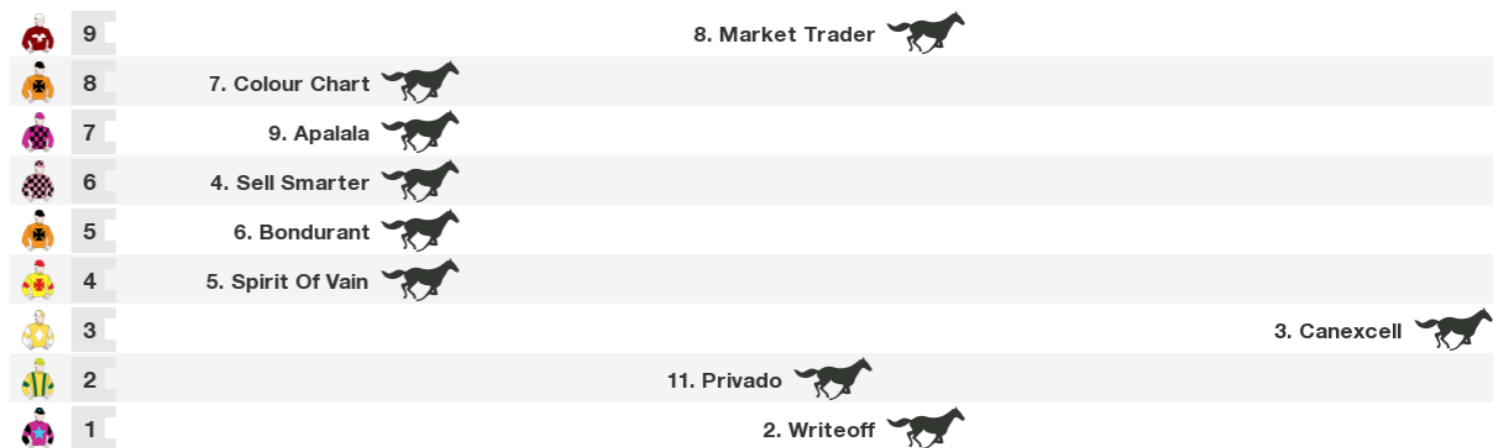 9 8. Market Trader
8 7. Colour Chart
7 9. Apalala
6 4. Sell Smarter
5 6. Bondurant
4 5. Spirit Of Vain
3 3. Canexcell
2 11. Privado
1 2. Writeoff